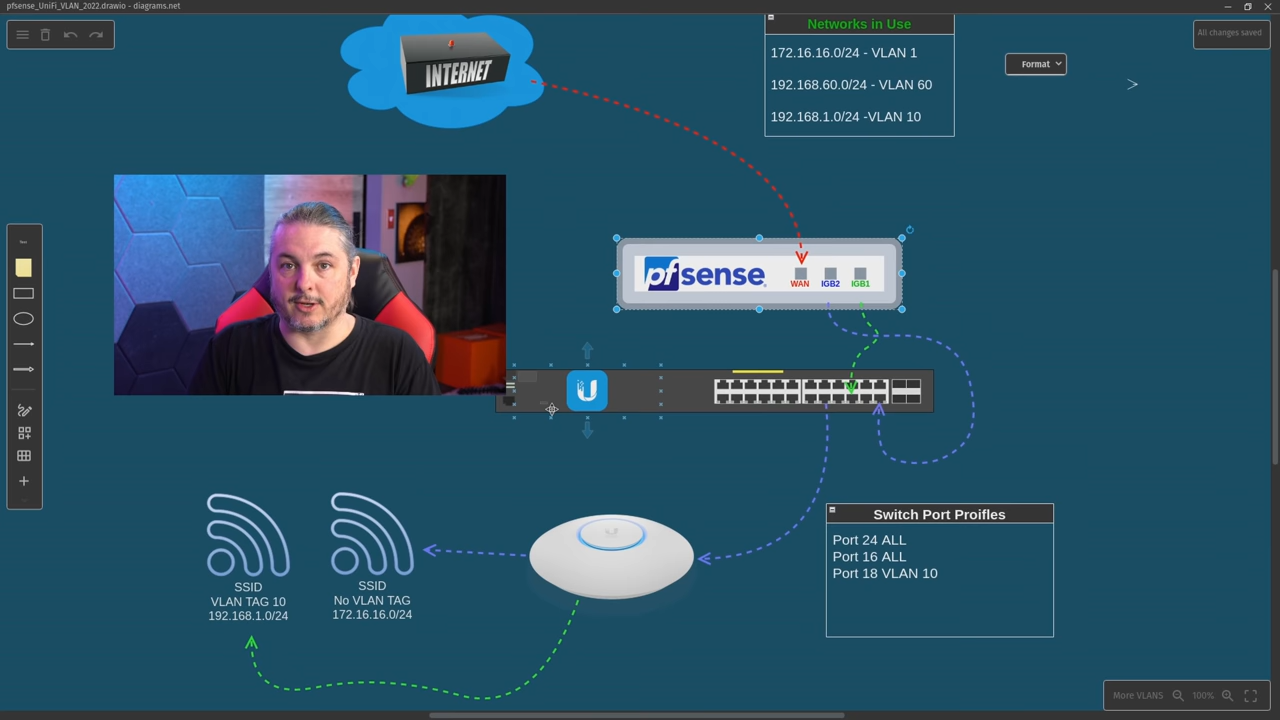 pfsense_UniFi_VLAN_2022.drawio - diagrams.net
All changes saved
Format
>
INTERNET
Networks in Use
172.16.16.0/24 - VLAN 1
192.168.60.0/24 - VLAN 60
192.168.1.0/24 -VLAN 10
pfsense
WAN
IGB2
IGB1
Text
U
SSID
VLAN TAG 10
192.168.1.0/24
SSID
No VLAN TAG
172.16.16.0/24
Switch Port Proifles
Port 24 ALL
Port 16 ALL
Port 18 VLAN 10
More VLANS
100%